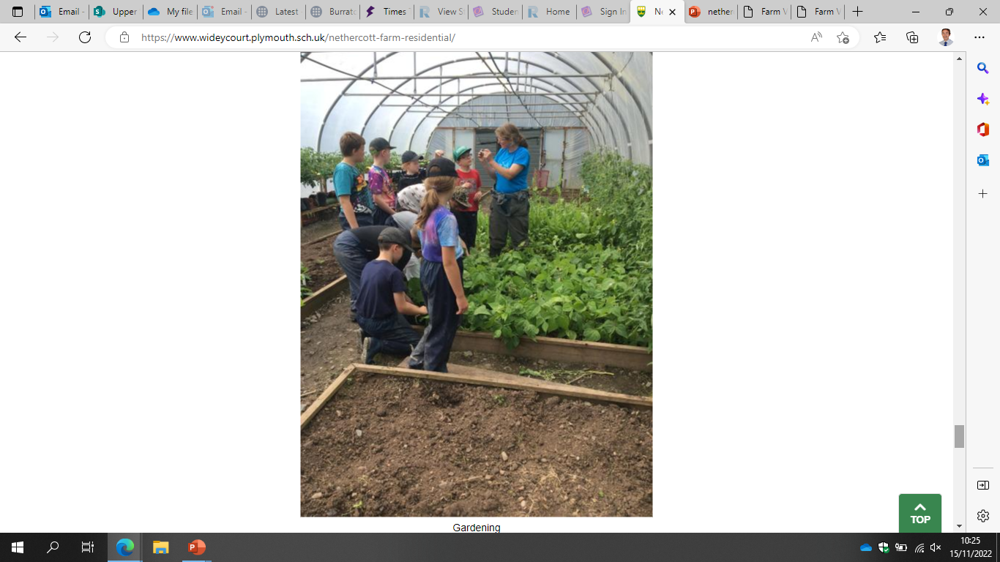 Email -
Upper
My file
Email -
Latest
Burrato
Times
View S
Studen
Home
Sign In
Ne
nether
Farm V
Farm V
https://www.wideycourt.plymouth.sch.uk/nethercott-farm-residential/
TOP
Gardening
10:25
15/11/2022